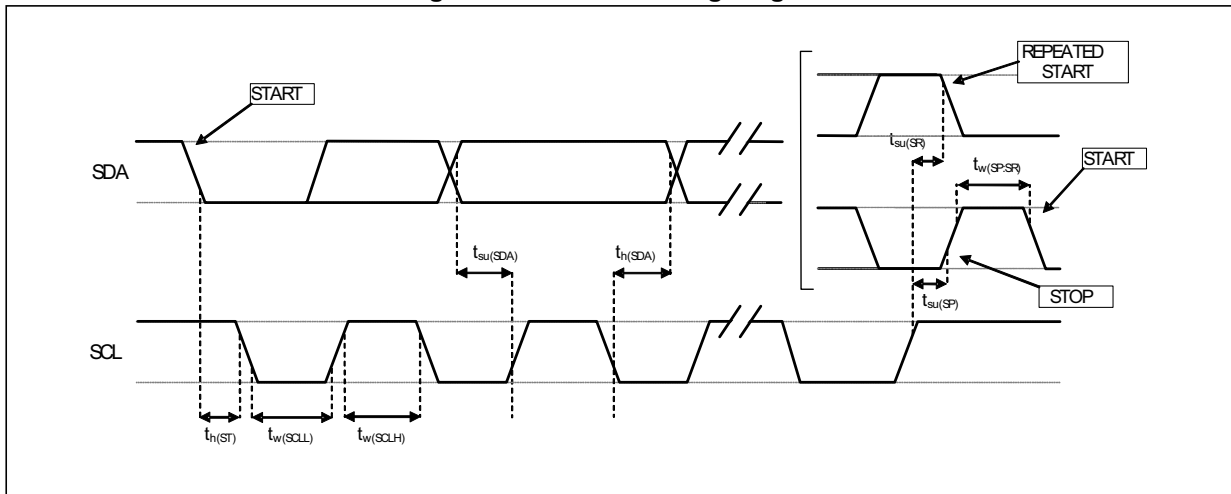 REPEATED
START
START
t_su(SR)
t_w(SP:SR)
START
SDA
t_su(SDA)
t_h(SDA)
t_su(SP)
STOP
SCL
t_h(ST)
t_w(SCLL)
t_w(SCLH)